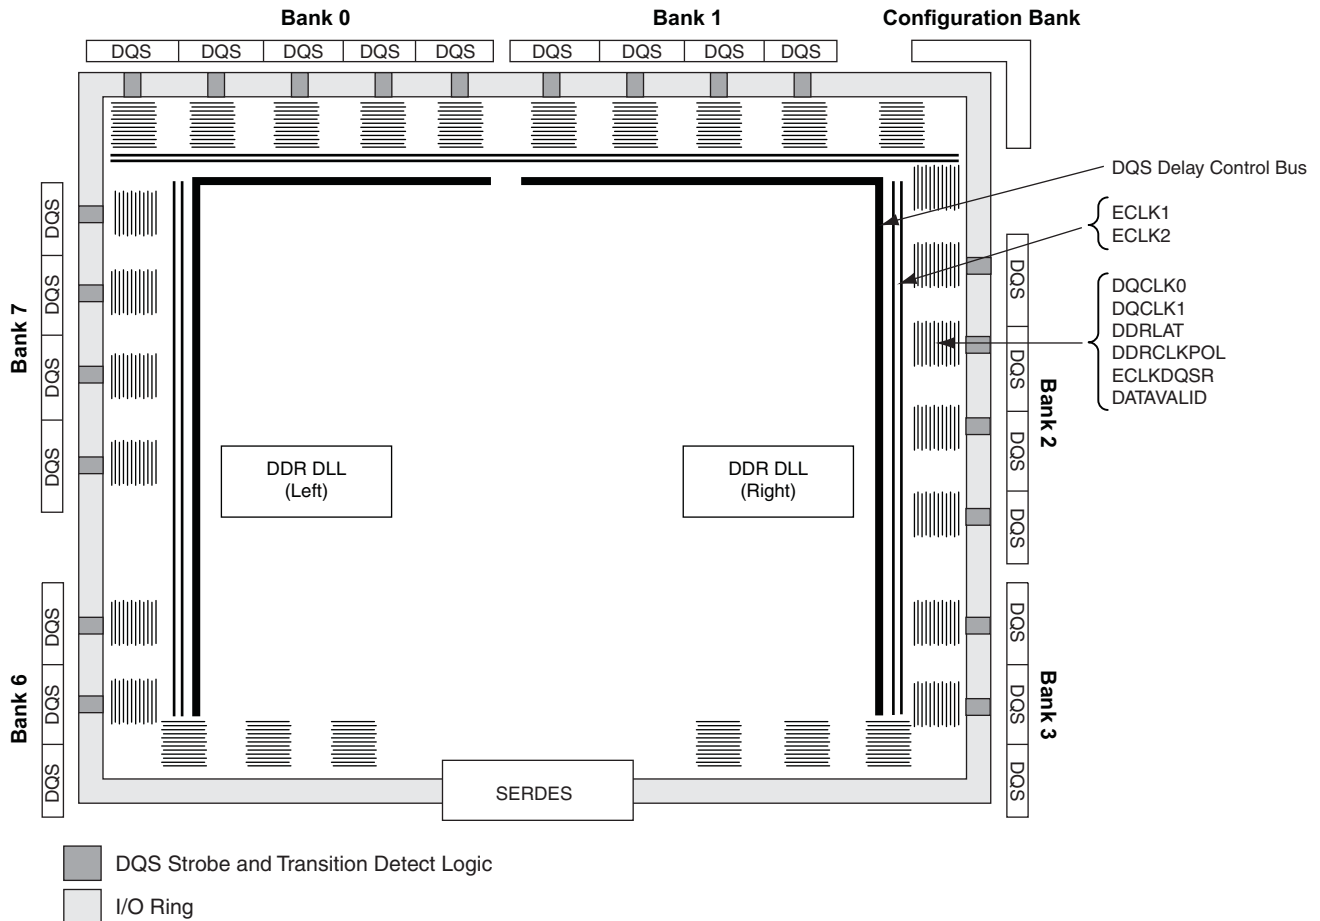 Bank 0
Bank 1
Configuration Bank
DQS DQS DQS DQS DQS
DQS DQS DQS DQS
DQS Delay Control Bus
ECLK1
ECLK2
DQCLK0
DQCLK1
DDRLAT
DDRCLKPOL
ECLKDQSR
DATAVALID
Bank 7
DQS
DQS
DQS
DQS
Bank 6
DQS
DQS
DQS
DDR DLL
(Left)
DDR DLL
(Right)
DQS
DQS
DQS
DQS
Bank 2
DQS
DQS
DQS
Bank 3
SERDES
DQS Strobe and Transition Detect Logic
I/O Ring